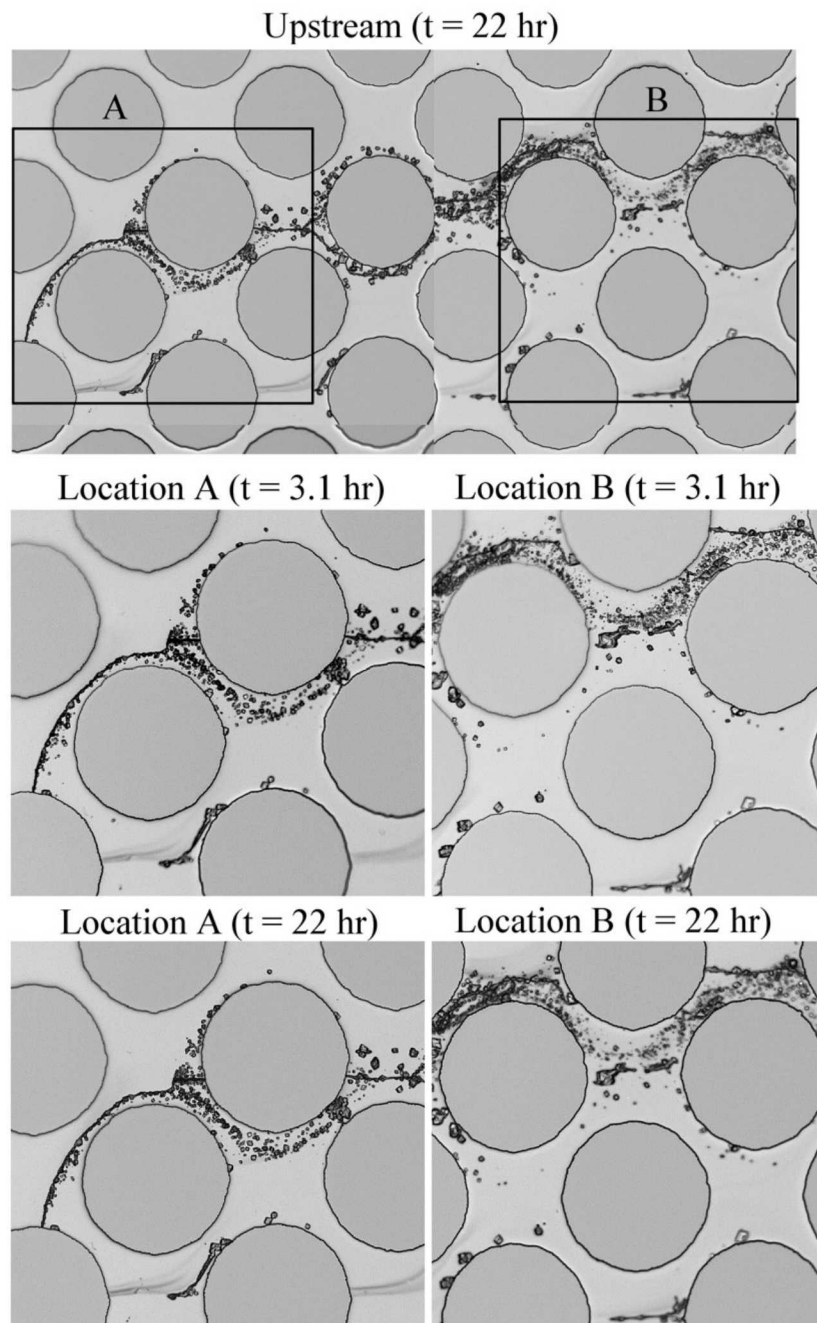 Upstream (t = 22 hr)
A
B
Location A (t = 3.1 hr) Location B (t = 3.1 hr)
Location A (t = 22 hr) Location B (t = 22 hr)